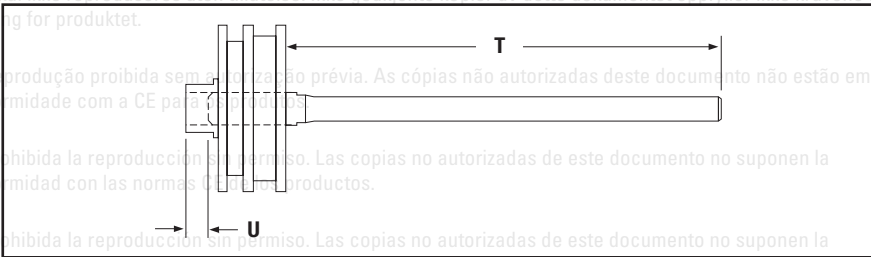 ng for produktet.
T
produção proibida sem autorização prévia. As cópias não autorizadas deste documento não estão em
rmidade com a CE para os produtos.
ohibida la reproducción sin permiso. Las copias no autorizadas de este documento no suponen la
rmidad con las normas CE de los productos.
U
ohibida la reproducción sin permiso. Las copias no autorizadas de este documento no suponen la